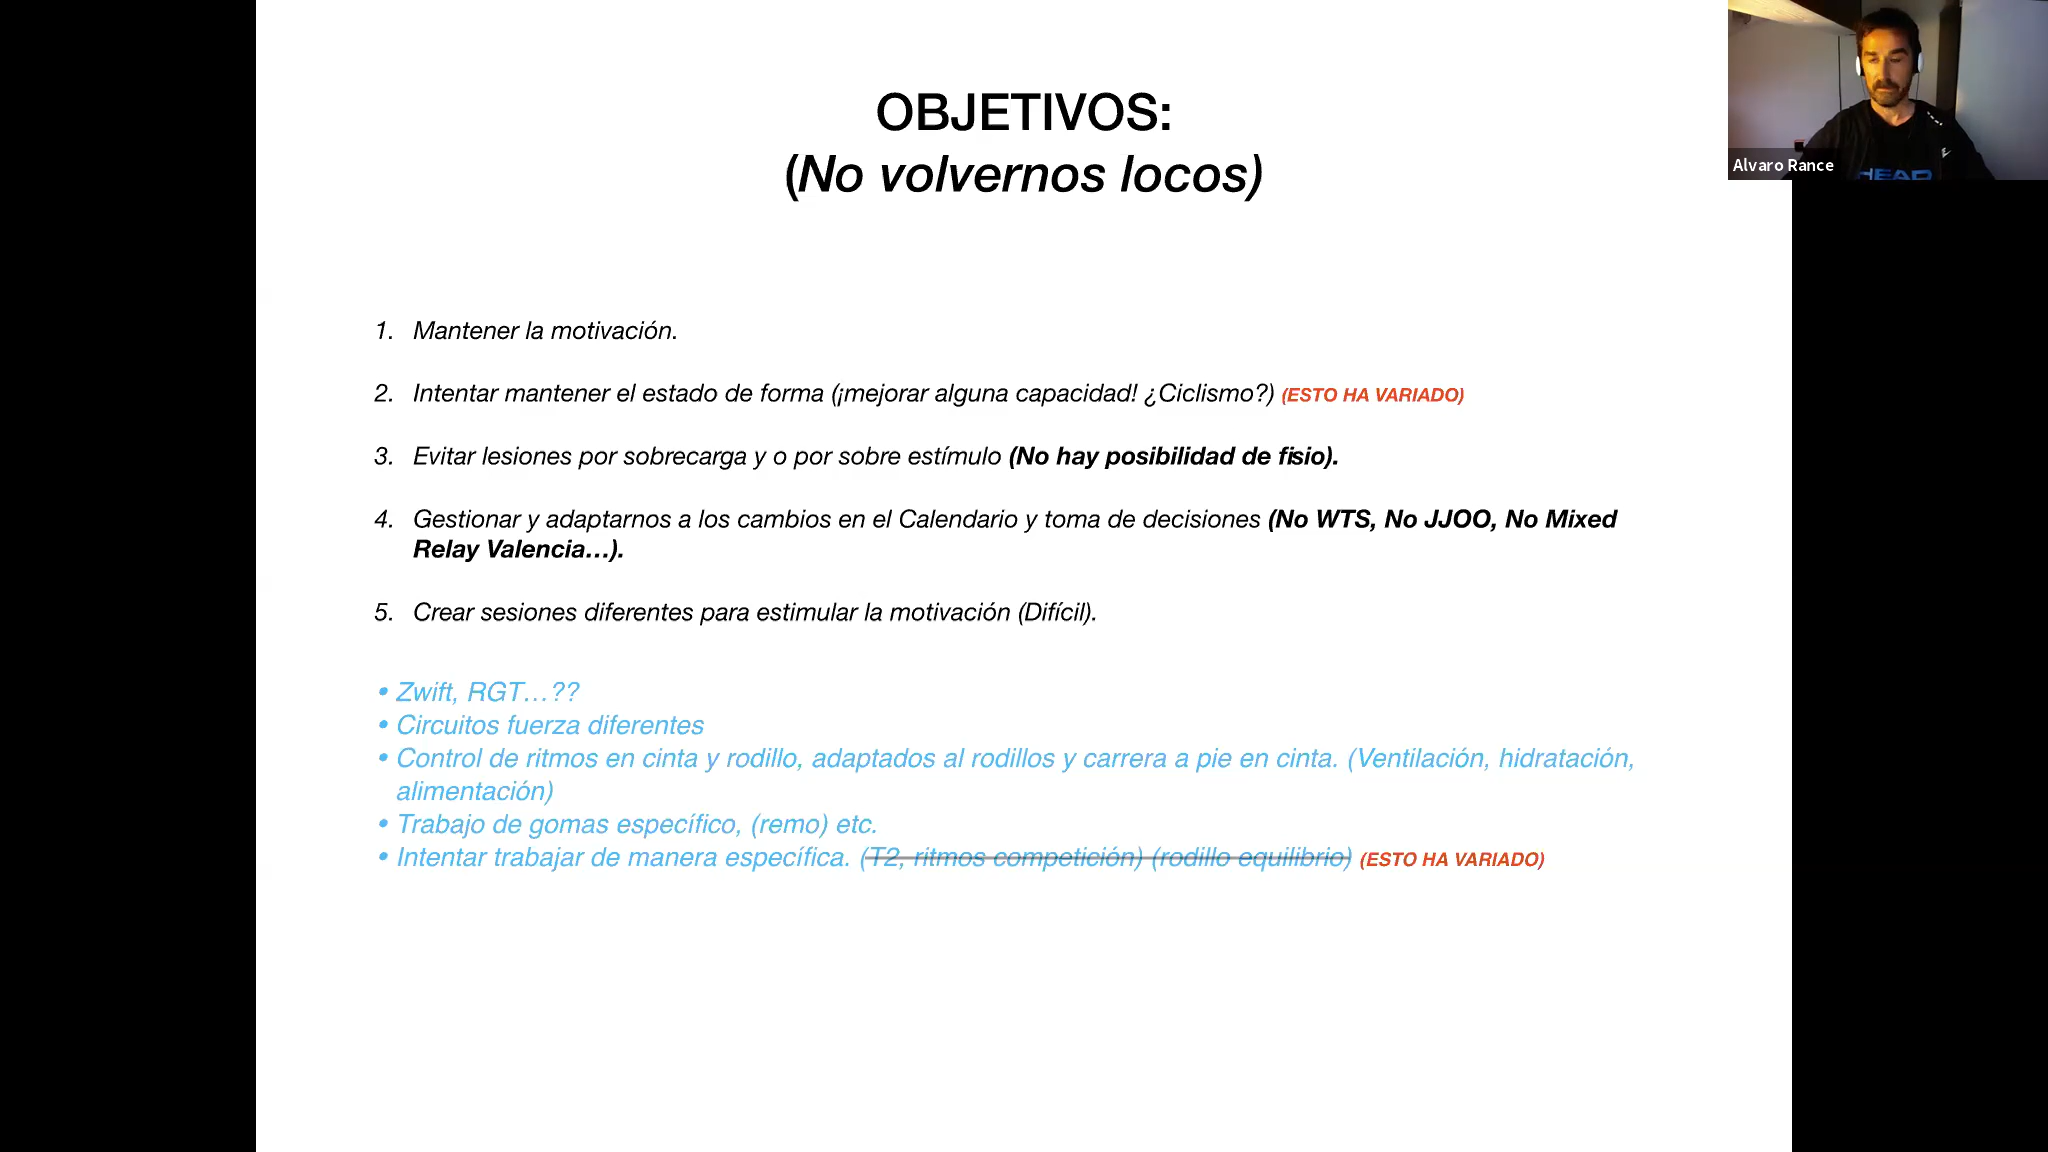 OBJETIVOS:
(No volvernos locos)
Alvaro Rance
HEAD
1. Mantener la motivación.
2. Intentar mantener el estado de forma (¡mejorar alguna capacidad! ¿Ciclismo?) (ESTO HA VARIADO)
3. Evitar lesiones por sobrecarga y o por sobre estímulo (No hay posibilidad de fisio).
4. Gestionar y adaptarnos a los cambios en el Calendario y toma de decisiones (No WTS, No JJOO, No Mixed
Relay Valencia…).
5. Crear sesiones diferentes para estimular la motivación (Difícil).
• Zwift, RGT…??
• Circuitos fuerza diferentes
• Control de ritmos en cinta y rodillo, adaptados al rodillos y carrera a pie en cinta. (Ventilación, hidratación,
alimentación)
• Trabajo de gomas específico, (remo) etc.
• Intentar trabajar de manera específica. (T2, ritmos competición) (rodillo equilibrio) (ESTO HA VARIADO)